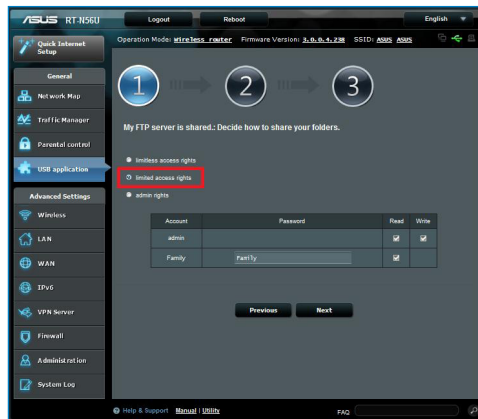 ASUS RT-N56U Logout Reboot English
Quick Internet Setup
Operation Mode: Wireless router Firmware Version: 3.0.0.4.238 SSID: ASUS ASUS
General
Network Map
Traffic Manager
Parental control
USB application
Advanced Settings
Wireless
LAN
WAN
IPv6
VPN Server
Firewall
Administration
System Log
1 2 3
My FTP server is shared.: Decide how to share your folders.
limitless access rights
limited access rights
admin rights
Account Password Read Write
admin
Family Family
Previous Next
Help & Support Manual | Utility FAQ